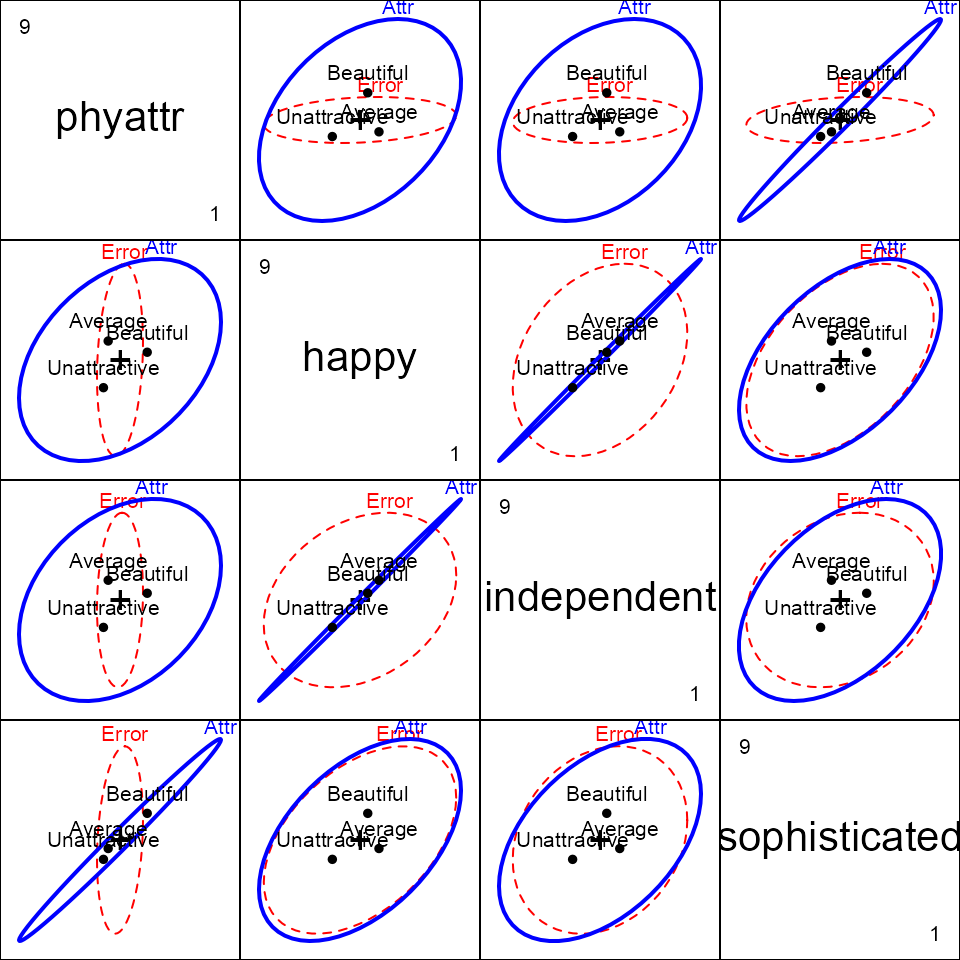 9
phyattr
1
Attr
Beautiful
Error
Average
Unattractive
Attr
Beautiful
Error
Average
Unattractive
Attr
Beautiful
Error
Average
Unattractive
Error
Attr
Average
Beautiful
Unattractive
9
happy
1
Error
Attr
Average
Beautiful
Unattractive
Attr
Error
Average
Beautiful
Unattractive
Attr
Error
Average
Beautiful
Unattractive
Error
Attr
Average
Beautiful
Unattractive
9
independent
1
Attr
Error
Average
Beautiful
Unattractive
Error
Attr
Beautiful
Average
Unattractive
Attr
Error
Beautiful
Average
Unattractive
Attr
Error
Beautiful
Average
Unattractive
9
sophisticated
1